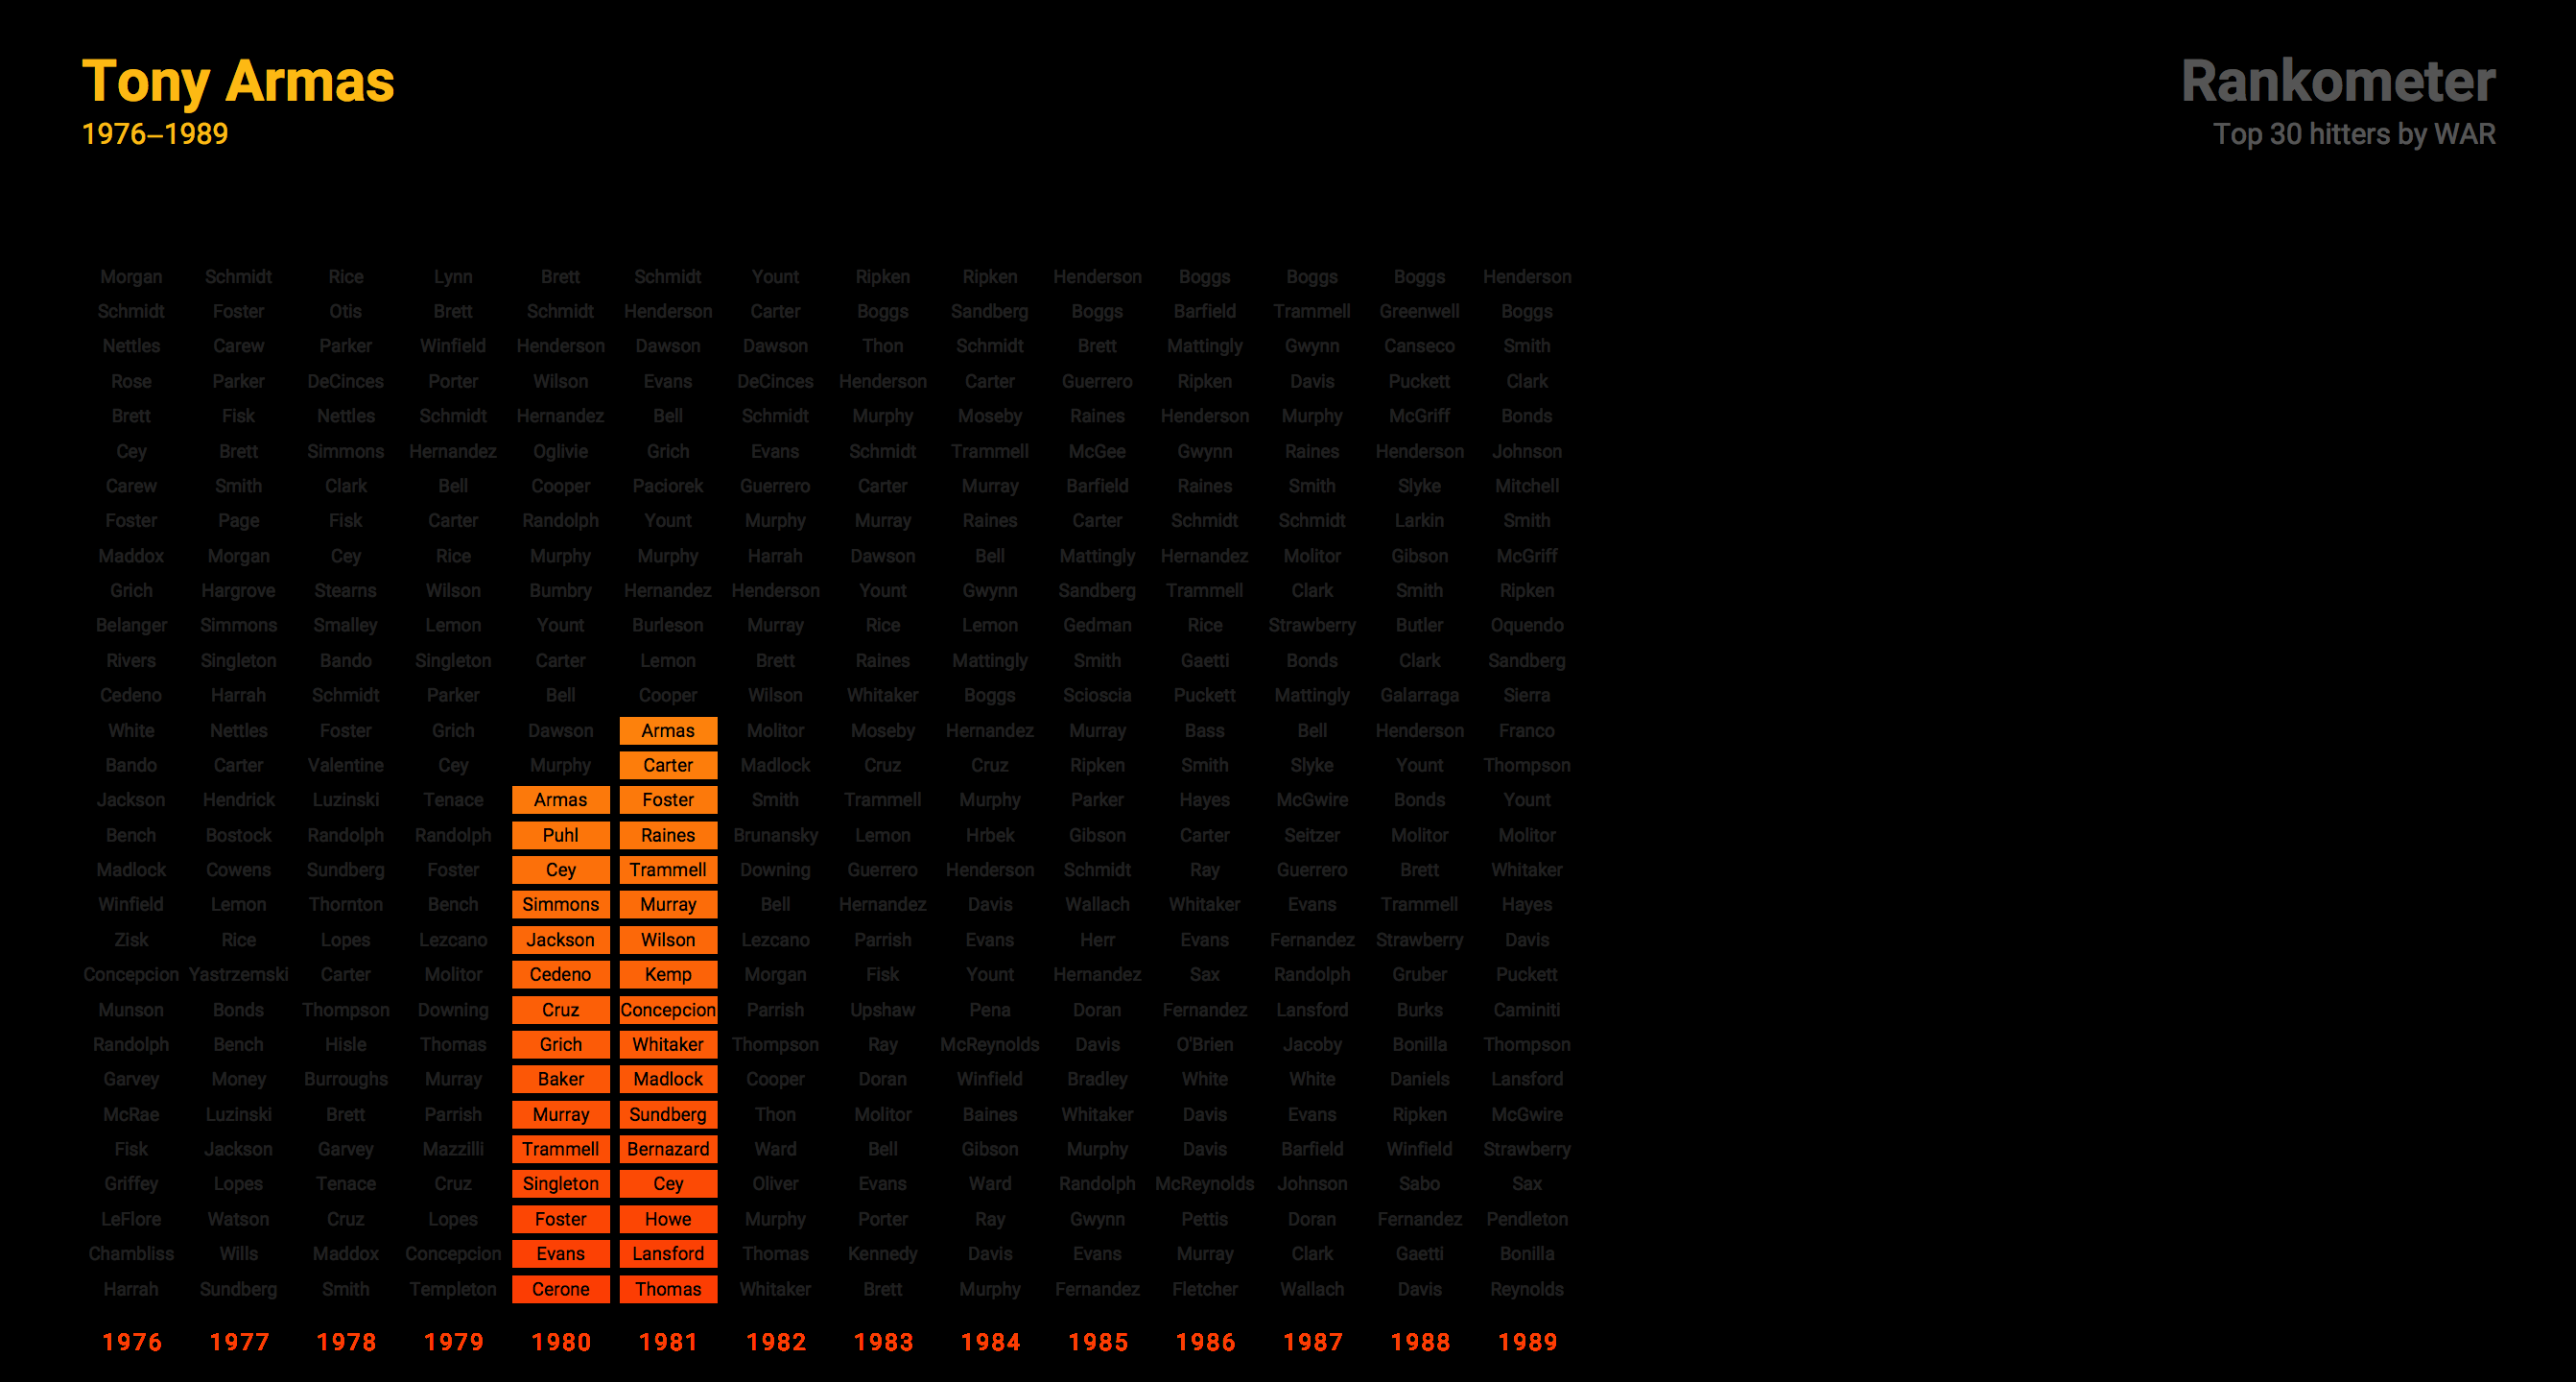 Tony Armas
1976–1989
Rankometer
Top 30 hitters by WAR
Morgan Schmidt Rice Lynn Brett Schmidt Yount Ripken Ripken Henderson Boggs Boggs Boggs Henderson
Schmidt Foster Otis Brett Schmidt Henderson Carter Boggs Sandberg Boggs Barfield Trammell Greenwell Boggs
Nettles Carew Parker Winfield Henderson Dawson Dawson Thon Schmidt Brett Mattingly Gwynn Canseco Smith
Rose Parker DeCinces Porter Wilson Evans DeCinces Henderson Carter Guerrero Ripken Davis Puckett Clark
Brett Fisk Nettles Schmidt Hernandez Bell Schmidt Murphy Moseby Raines Henderson Murphy McGriff Bonds
Cey Brett Simmons Hernandez Oglivie Grich Evans Schmidt Trammell McGee Gwynn Raines Henderson Johnson
Carew Smith Clark Bell Cooper Paciorek Guerrero Carter Murray Barfield Raines Smith Slyke Mitchell
Foster Page Fisk Carter Randolph Yount Murphy Murray Raines Carter Schmidt Schmidt Larkin Smith
Maddox Morgan Cey Rice Murphy Murphy Harrah Dawson Bell Mattingly Hernandez Molitor Gibson McGriff
Grich Hargrove Stearns Wilson Bumbry Hernandez Henderson Yount Gwynn Sandberg Trammell Clark Smith Ripken
Belanger Simmons Smalley Lemon Yount Burleson Murray Rice Lemon Gedman Rice Strawberry Butler Oquendo
Rivers Singleton Bando Singleton Carter Lemon Brett Raines Mattingly Smith Gaetti Bonds Clark Sandberg
Cedeno Harrah Schmidt Parker Bell Cooper Wilson Whitaker Boggs Scioscia Puckett Mattingly Galarraga Sierra
White Nettles Foster Grich Dawson Armas Molitor Moseby Hernandez Murray Bass Bell Henderson Franco
Bando Carter Valentine Cey Murphy Carter Madlock Cruz Cruz Ripken Smith Slyke Yount Thompson
Jackson Hendrick Luzinski Tenace Armas Foster Smith Trammell Murphy Parker Hayes McGwire Bonds Yount
Bench Bostock Randolph Randolph Puhl Raines Brunansky Lemon Hrbek Gibson Carter Seitzer Molitor Molitor
Madlock Cowens Sundberg Foster Cey Trammell Downing Guerrero Henderson Schmidt Ray Guerrero Brett Whitaker
Winfield Lemon Thornton Bench Simmons Murray Bell Hernandez Davis Wallach Whitaker Evans Trammell Hayes
Zisk Rice Lopes Lezcano Jackson Wilson Lezcano Parrish Evans Herr Evans Fernandez Strawberry Davis
Concepcion Yastrzemski Carter Molitor Cedeno Kemp Morgan Fisk Yount Hernandez Sax Randolph Gruber Puckett
Munson Bonds Thompson Downing Cruz Concepcion Parrish Upshaw Pena Doran Fernandez Lansford Burks Caminiti
Randolph Bench Hisle Thomas Grich Whitaker Thompson Ray McReynolds Davis O'Brien Jacoby Bonilla Thompson
Garvey Money Burroughs Murray Baker Madlock Cooper Doran Winfield Bradley White White Daniels Lansford
McRae Luzinski Brett Parrish Murray Sundberg Thon Molitor Baines Whitaker Davis Evans Ripken McGwire
Fisk Jackson Garvey Mazzilli Trammell Bernazard Ward Bell Gibson Murphy Davis Barfield Winfield Strawberry
Griffey Lopes Tenace Cruz Singleton Cey Oliver Evans Ward Randolph McReynolds Johnson Sabo Sax
LeFlore Watson Cruz Lopes Foster Howe Murphy Porter Ray Gwynn Pettis Doran Fernandez Pendleton
Chambliss Wills Maddox Concepcion Evans Lansford Thomas Kennedy Davis Evans Murray Clark Gaetti Bonilla
Harrah Sundberg Smith Templeton Cerone Thomas Whitaker Brett Murphy Fernandez Fletcher Wallach Davis Reynolds
1976 1977 1978 1979 1980 1981 1982 1983 1984 1985 1986 1987 1988 1989